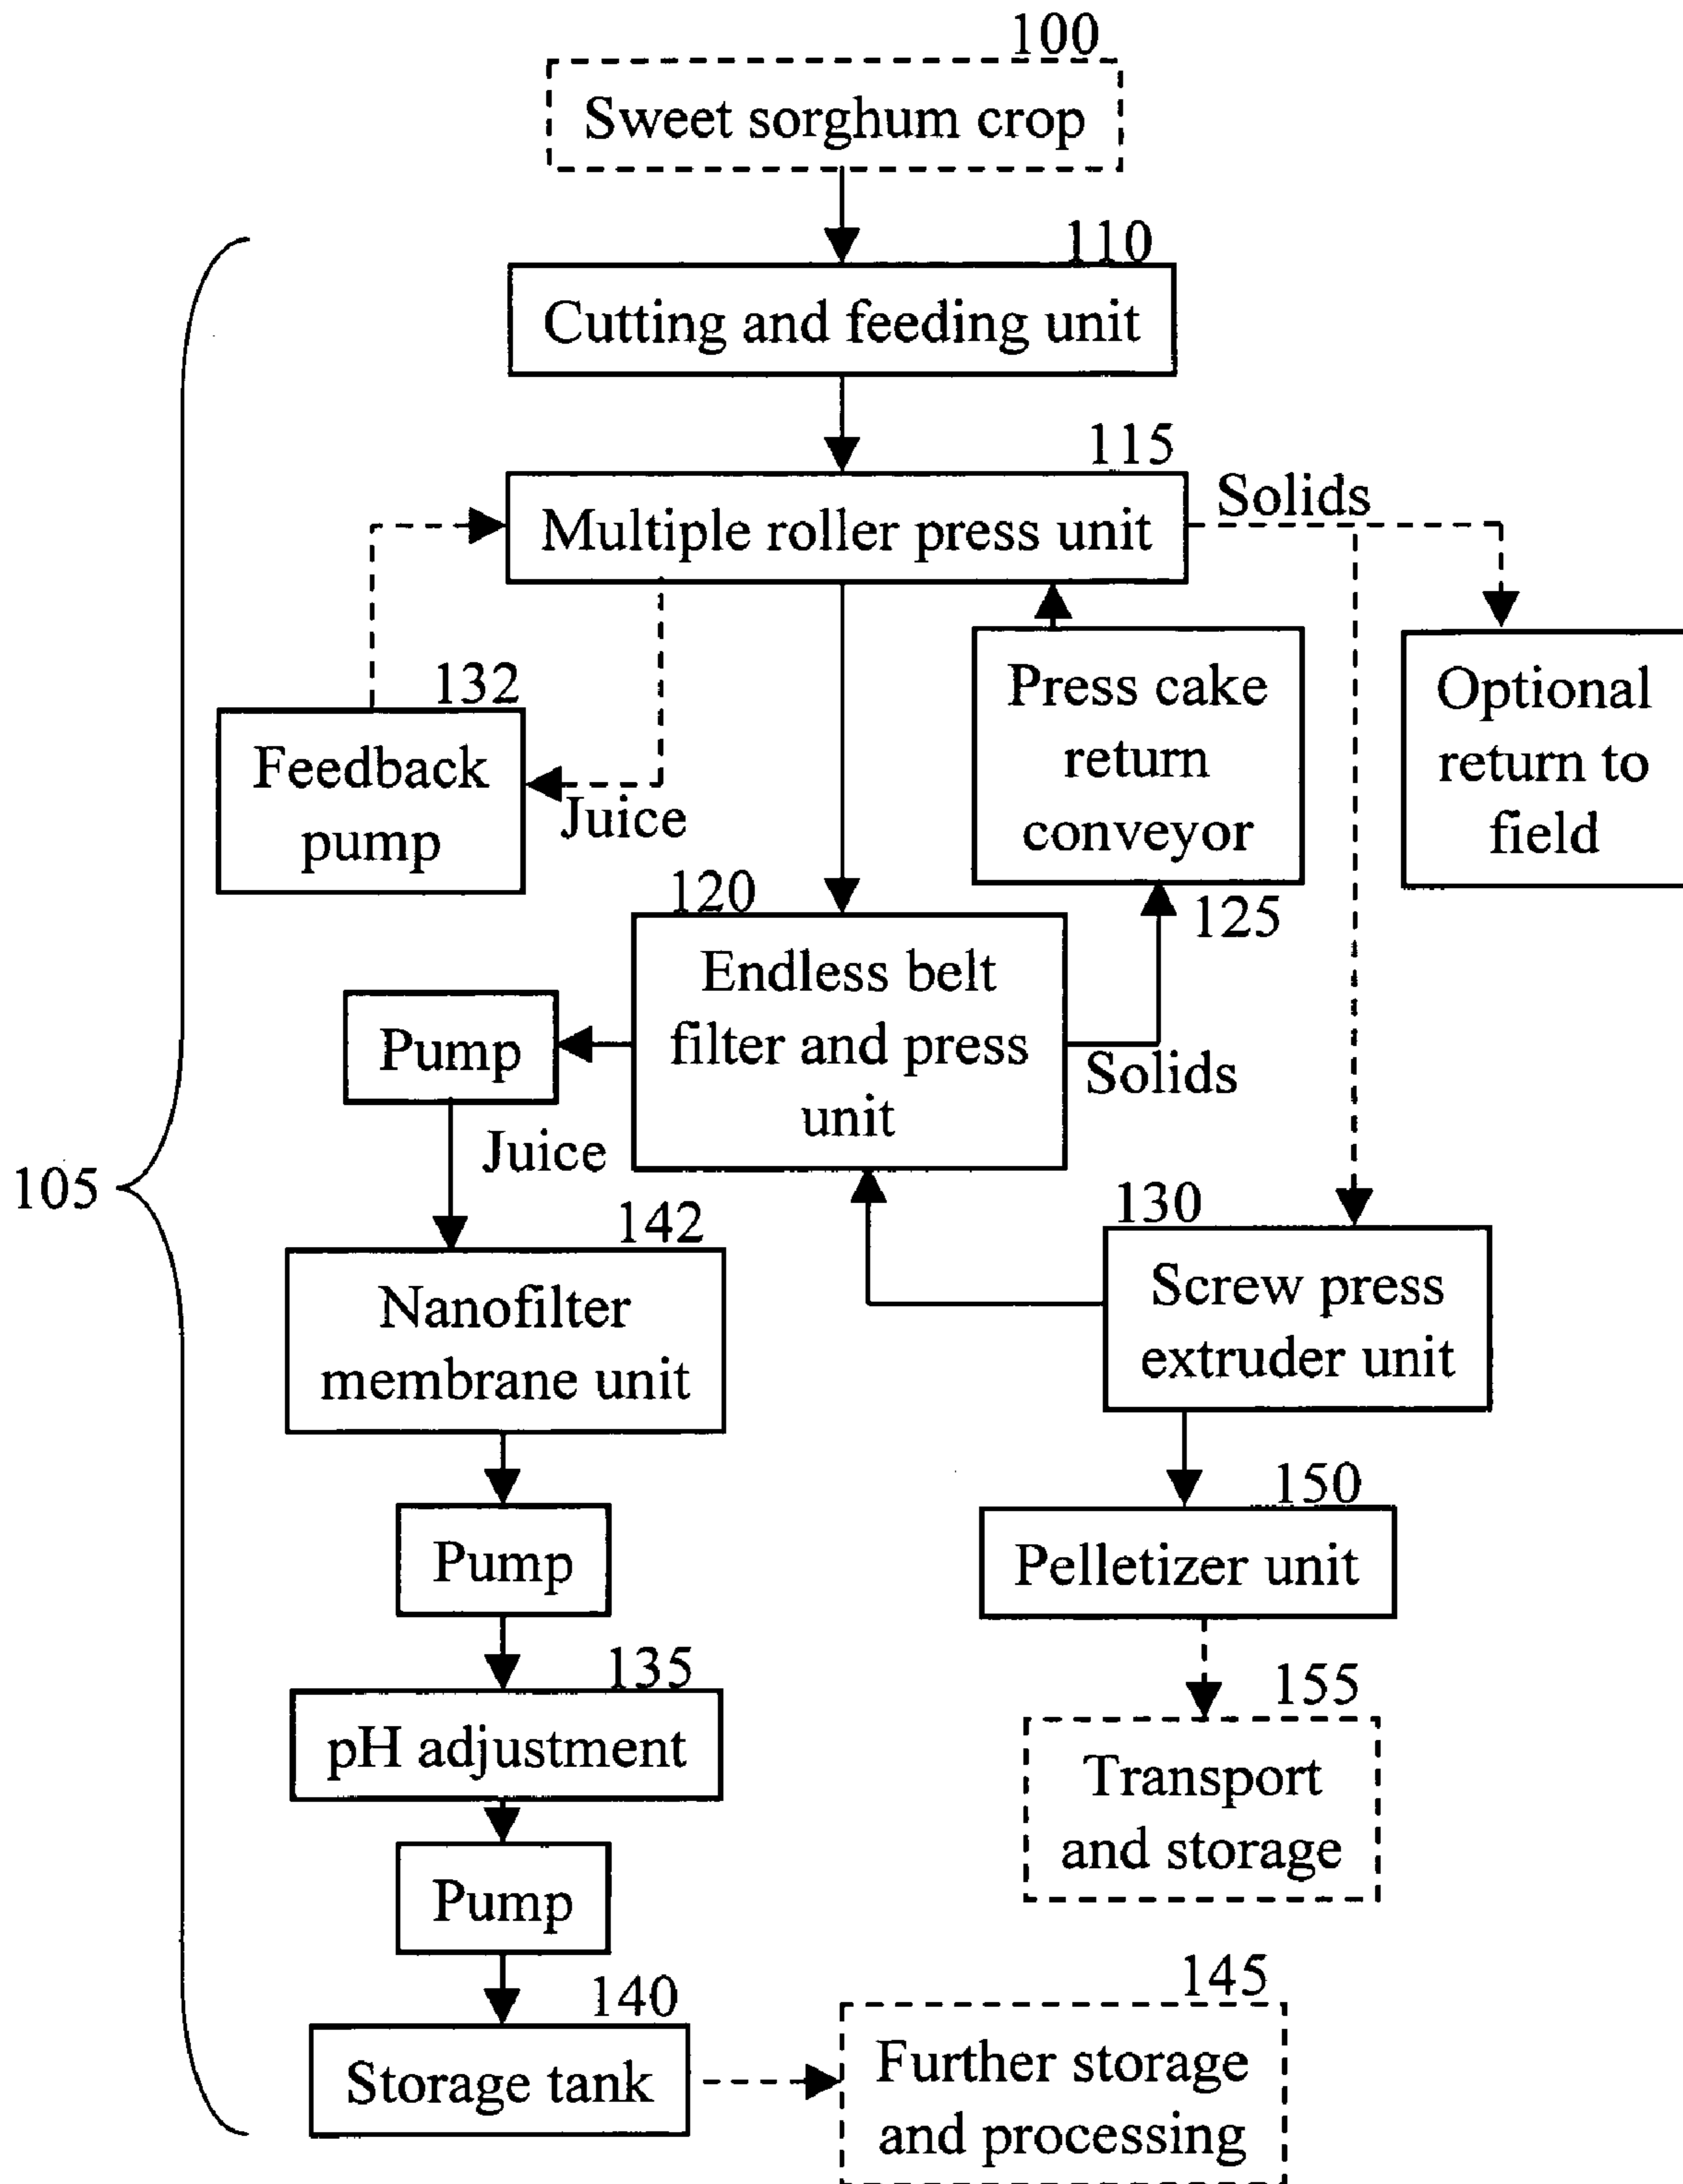 100
Sweet sorghum crop
110
Cutting and feeding unit
115
Multiple roller press unit
Solids
132
Feedback
pump
Juice
Press cake
return
conveyor
125
Optional
return to
field
120
Endless belt
filter and press
unit
Solids
Pump
Juice
105
142
Nanofilter
membrane unit
130
Screw press
extruder unit
Pump
150
Pelletizer unit
135
pH adjustment
155
Transport
and storage
Pump
140
Storage tank
145
Further storage
and processing